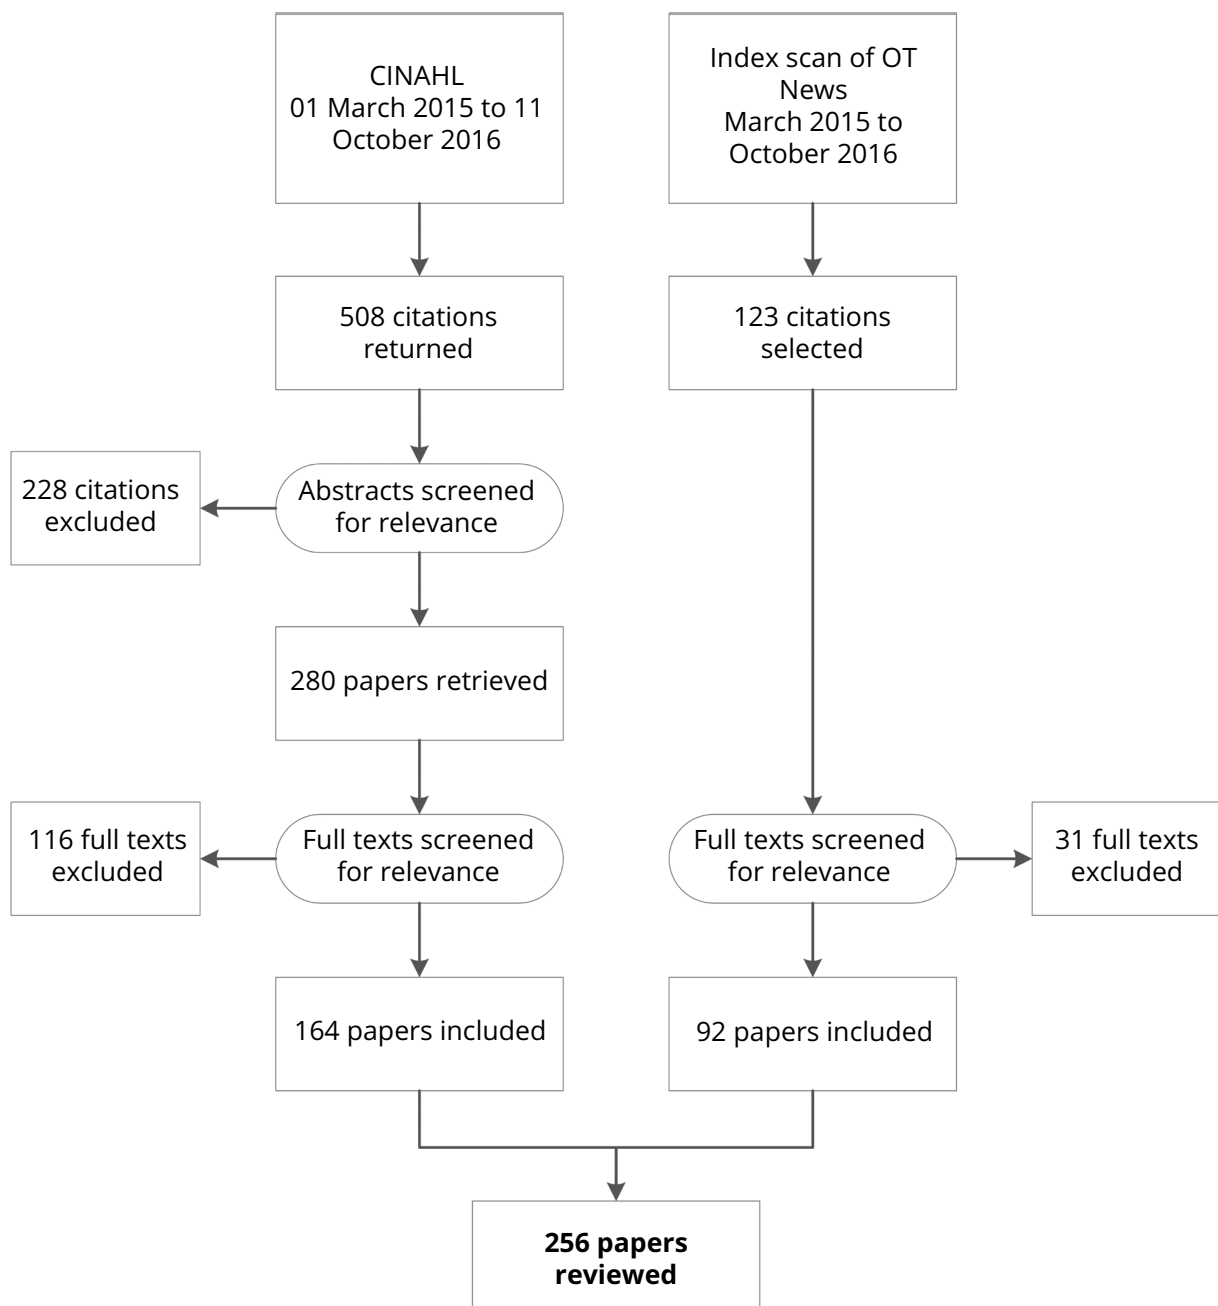 CINAHL
01 March 2015 to 11
October 2016
Index scan of OT
News
March 2015 to
October 2016
508 citations
returned
123 citations
selected
228 citations
excluded
Abstracts screened
for relevance
280 papers retrieved
116 full texts
excluded
Full texts screened
for relevance
Full texts screened
for relevance
31 full texts
excluded
164 papers included
92 papers included
256 papers
reviewed